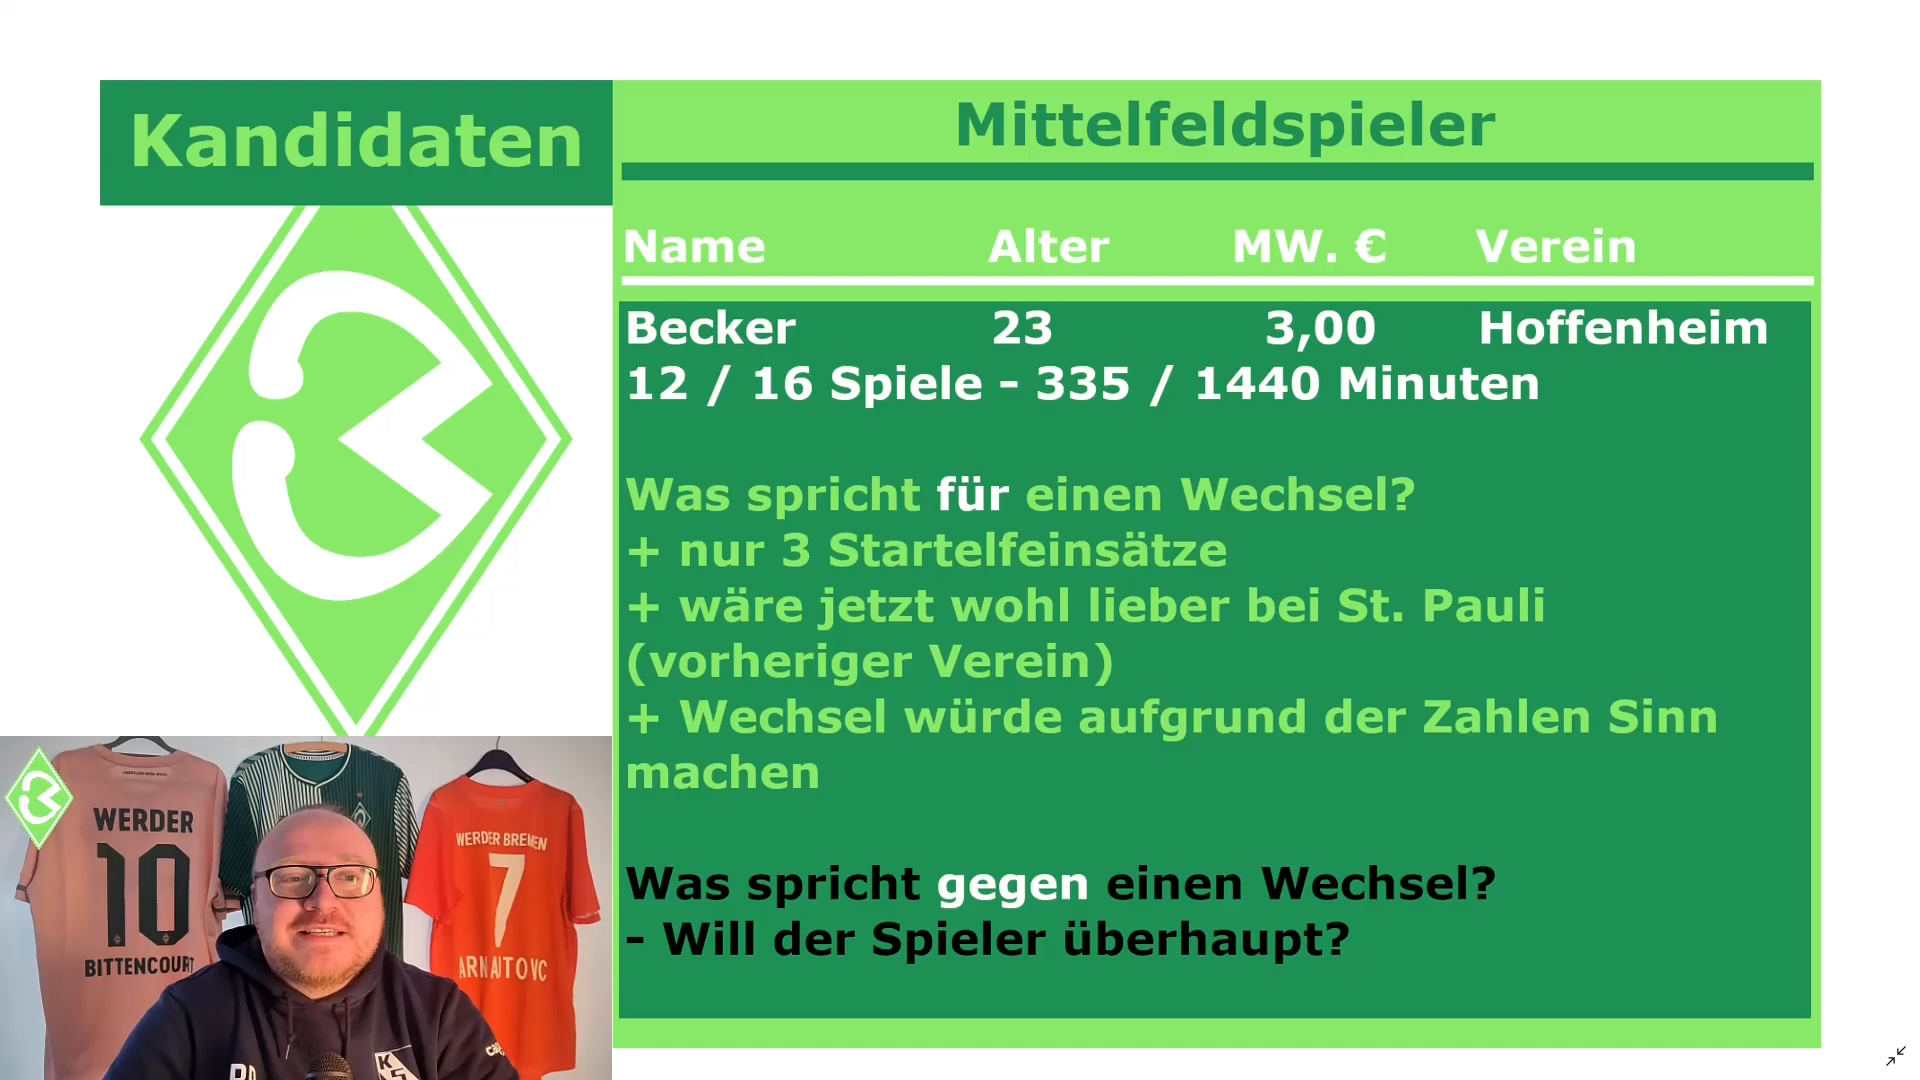 Kandidaten
Mittelfeldspieler
Name Alter MW. € Verein
Becker 23 3,00 Hoffenheim
12 / 16 Spiele - 335 / 1440 Minuten
Was spricht für einen Wechsel?
+ nur 3 Startelfeinsätze
+ wäre jetzt wohl lieber bei St. Pauli
(vorheriger Verein)
+ Wechsel würde aufgrund der Zahlen Sinn
machen
Was spricht gegen einen Wechsel?
- Will der Spieler überhaupt?
WERDER
10
BITTENCOURT
WERDER BREMEN
7
ARNAUTOVC